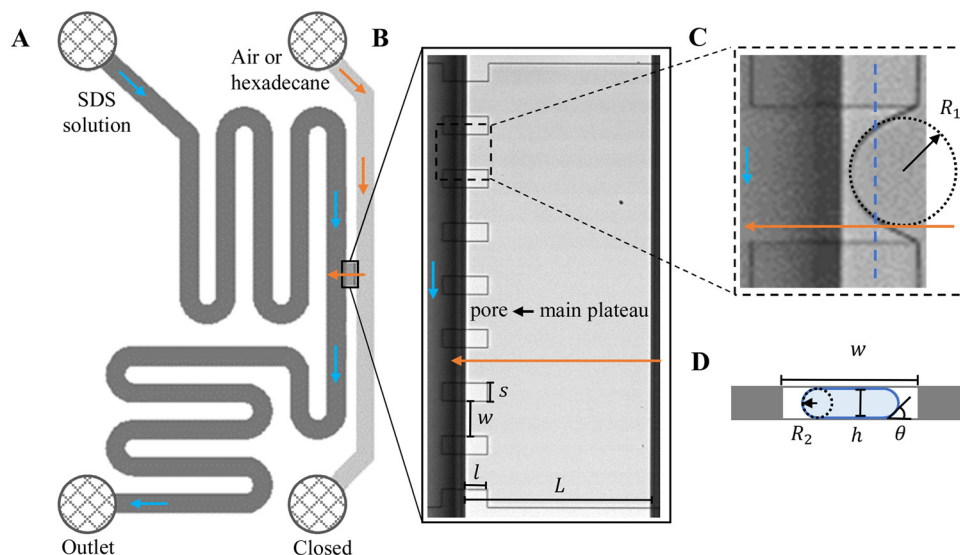 A
SDS
solution
Air or
hexadecane
Outlet
Closed
B
pore
main plateau
s
w
l
L
C
R₁
D
w
R₂
h
θ